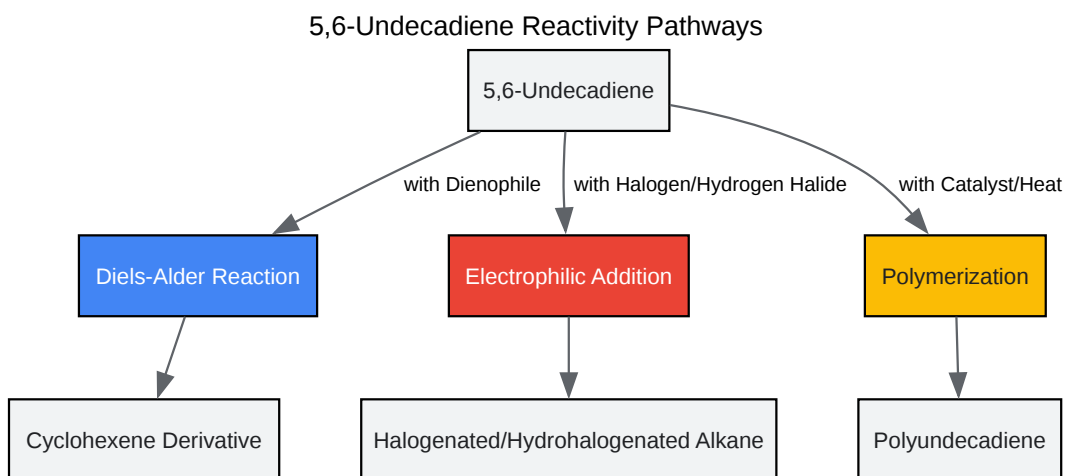 5,6-Undecadiene Reactivity Pathways
5,6-Undecadiene
with Dienophile
with Halogen/Hydrogen Halide
with Catalyst/Heat
Diels-Alder Reaction
Electrophilic Addition
Polymerization
Cyclohexene Derivative
Halogenated/Hydrohalogenated Alkane
Polyundecadiene